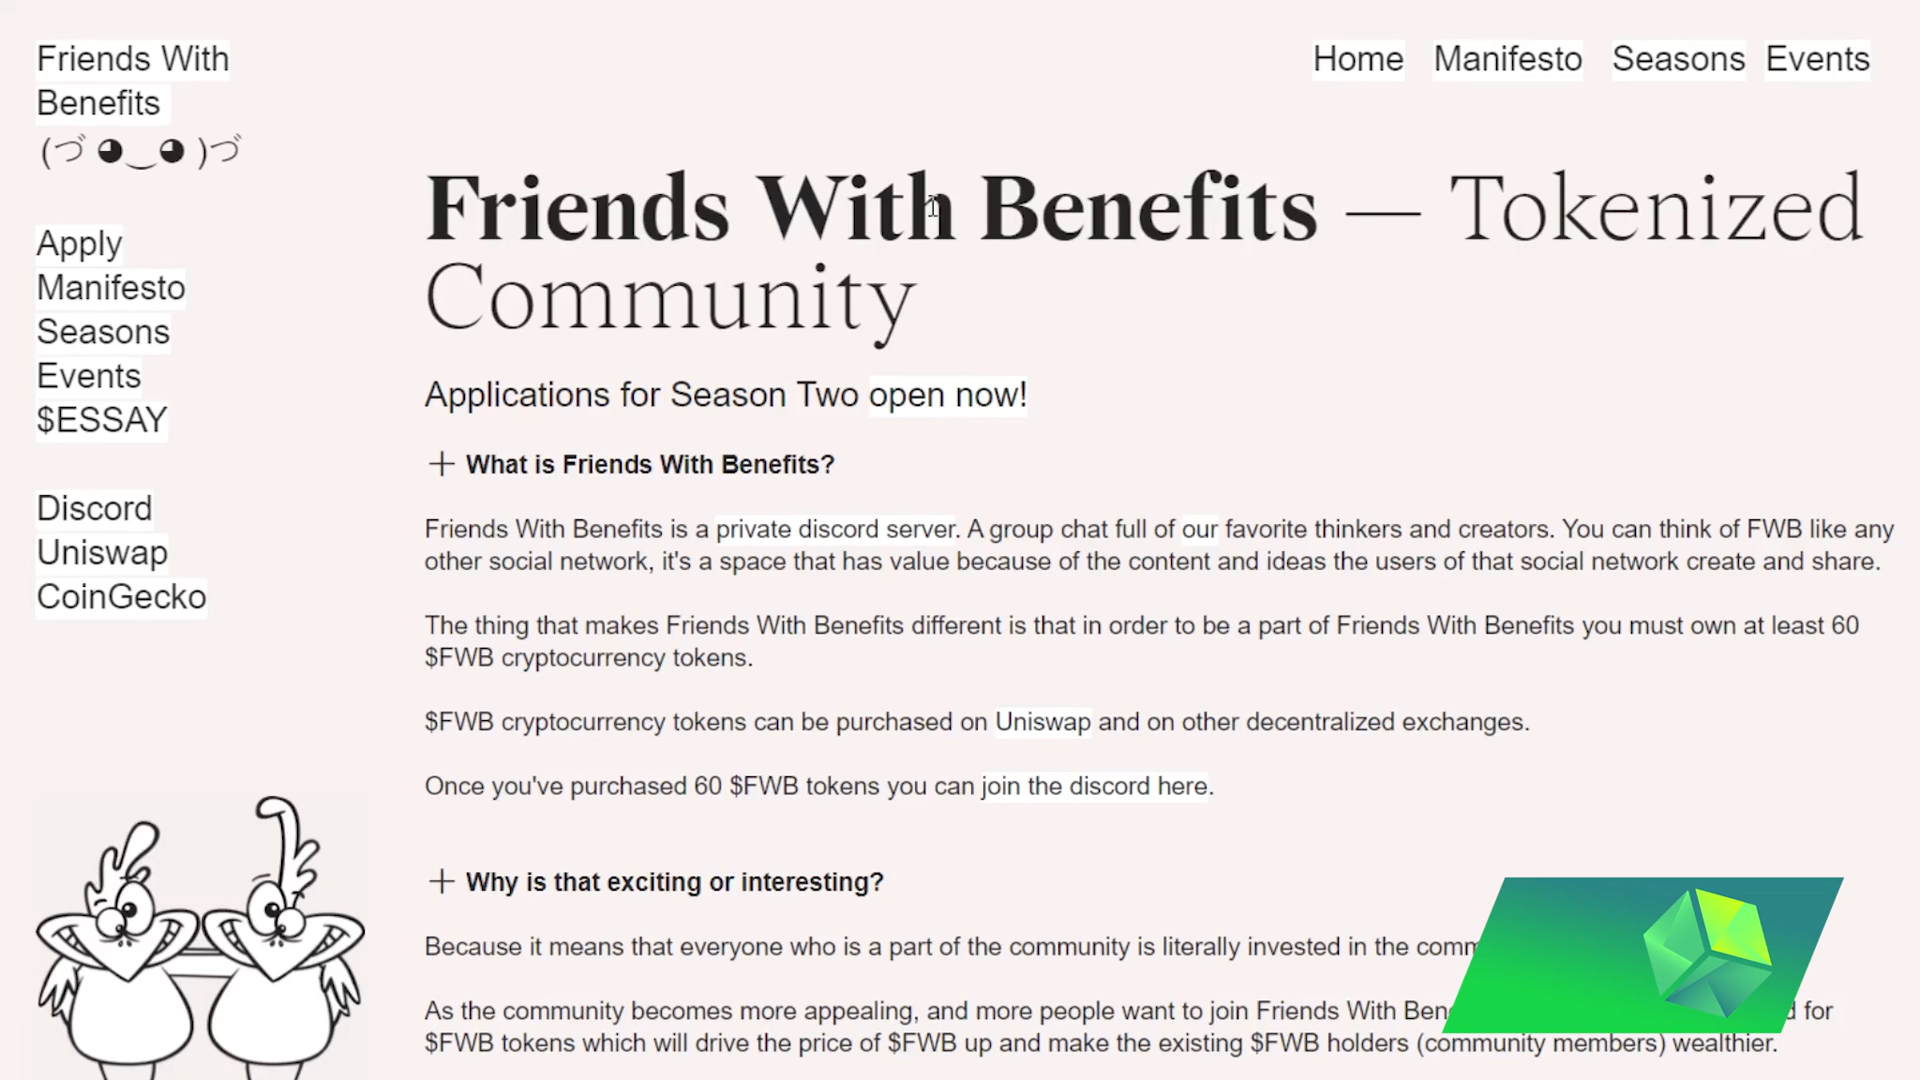 Friends With
Benefits
(づ ◕‿◕ )づ
Home Manifesto Seasons Events
Apply
Manifesto
Seasons
Events
$ESSAY
Discord
Uniswap
CoinGecko
Friends With Benefits — Tokenized
Community
Applications for Season Two open now!
+ What is Friends With Benefits?
Friends With Benefits is a private discord server. A group chat full of our favorite thinkers and creators. You can think of FWB like any
other social network, it's a space that has value because of the content and ideas the users of that social network create and share.
The thing that makes Friends With Benefits different is that in order to be a part of Friends With Benefits you must own at least 60
$FWB cryptocurrency tokens.
$FWB cryptocurrency tokens can be purchased on Uniswap and on other decentralized exchanges.
Once you've purchased 60 $FWB tokens you can join the discord here.
+ Why is that exciting or interesting?
Because it means that everyone who is a part of the community is literally invested in the
As the community becomes more appealing, and more people want to join Friends With for
$FWB tokens which will drive the price of $FWB up and make the existing $FWB holders (community members) wealthier.